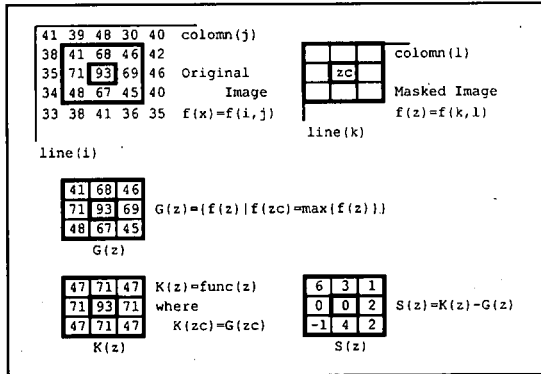 41 39 48 30 40 colomn(j)
38 41 68 46 42
35 71 93 69 46 Original
34 48 67 45 40 Image
33 38 41 36 35 f(x)=f(i,j)
line(i)
colomn(l)
zc
Masked Image
f(z)=f(k,l)
line(k)
41 68 46
71 93 69 G(z)={f(z)|f(zc)=max{f(z)}}
48 67 45
G(z)
47 71 47 K(z)=func(z)
71 93 71 where
47 71 47 K(zc)=G(zc)
K(z)
6 3 1
0 0 2 S(z)=K(z)-G(z)
-1 4 2
S(z)